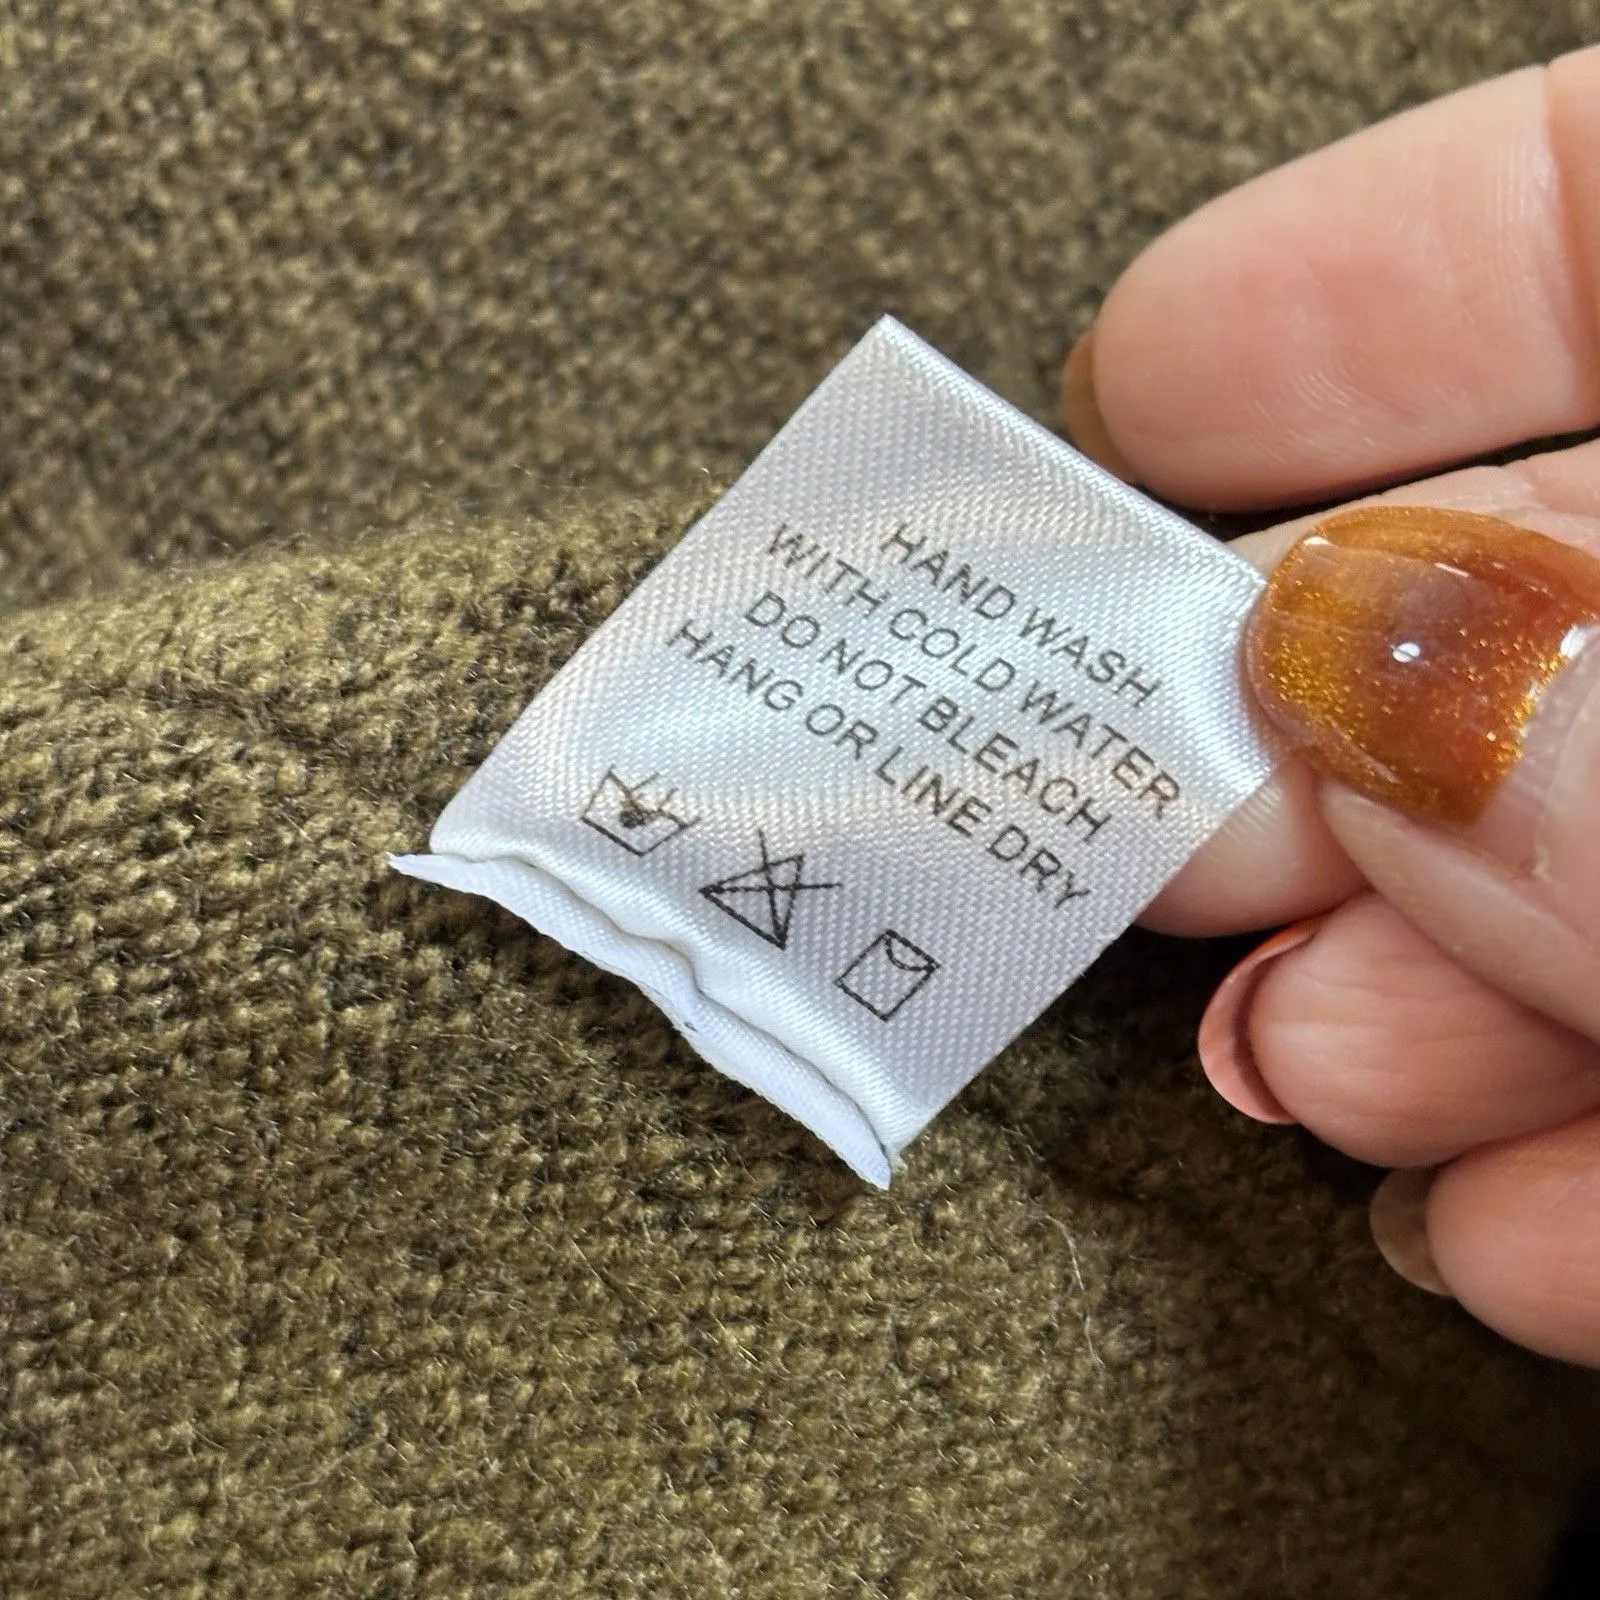 HAND WASH
WITH COLD WATER
DO NOT BLEACH
HANG OR LINE DRY